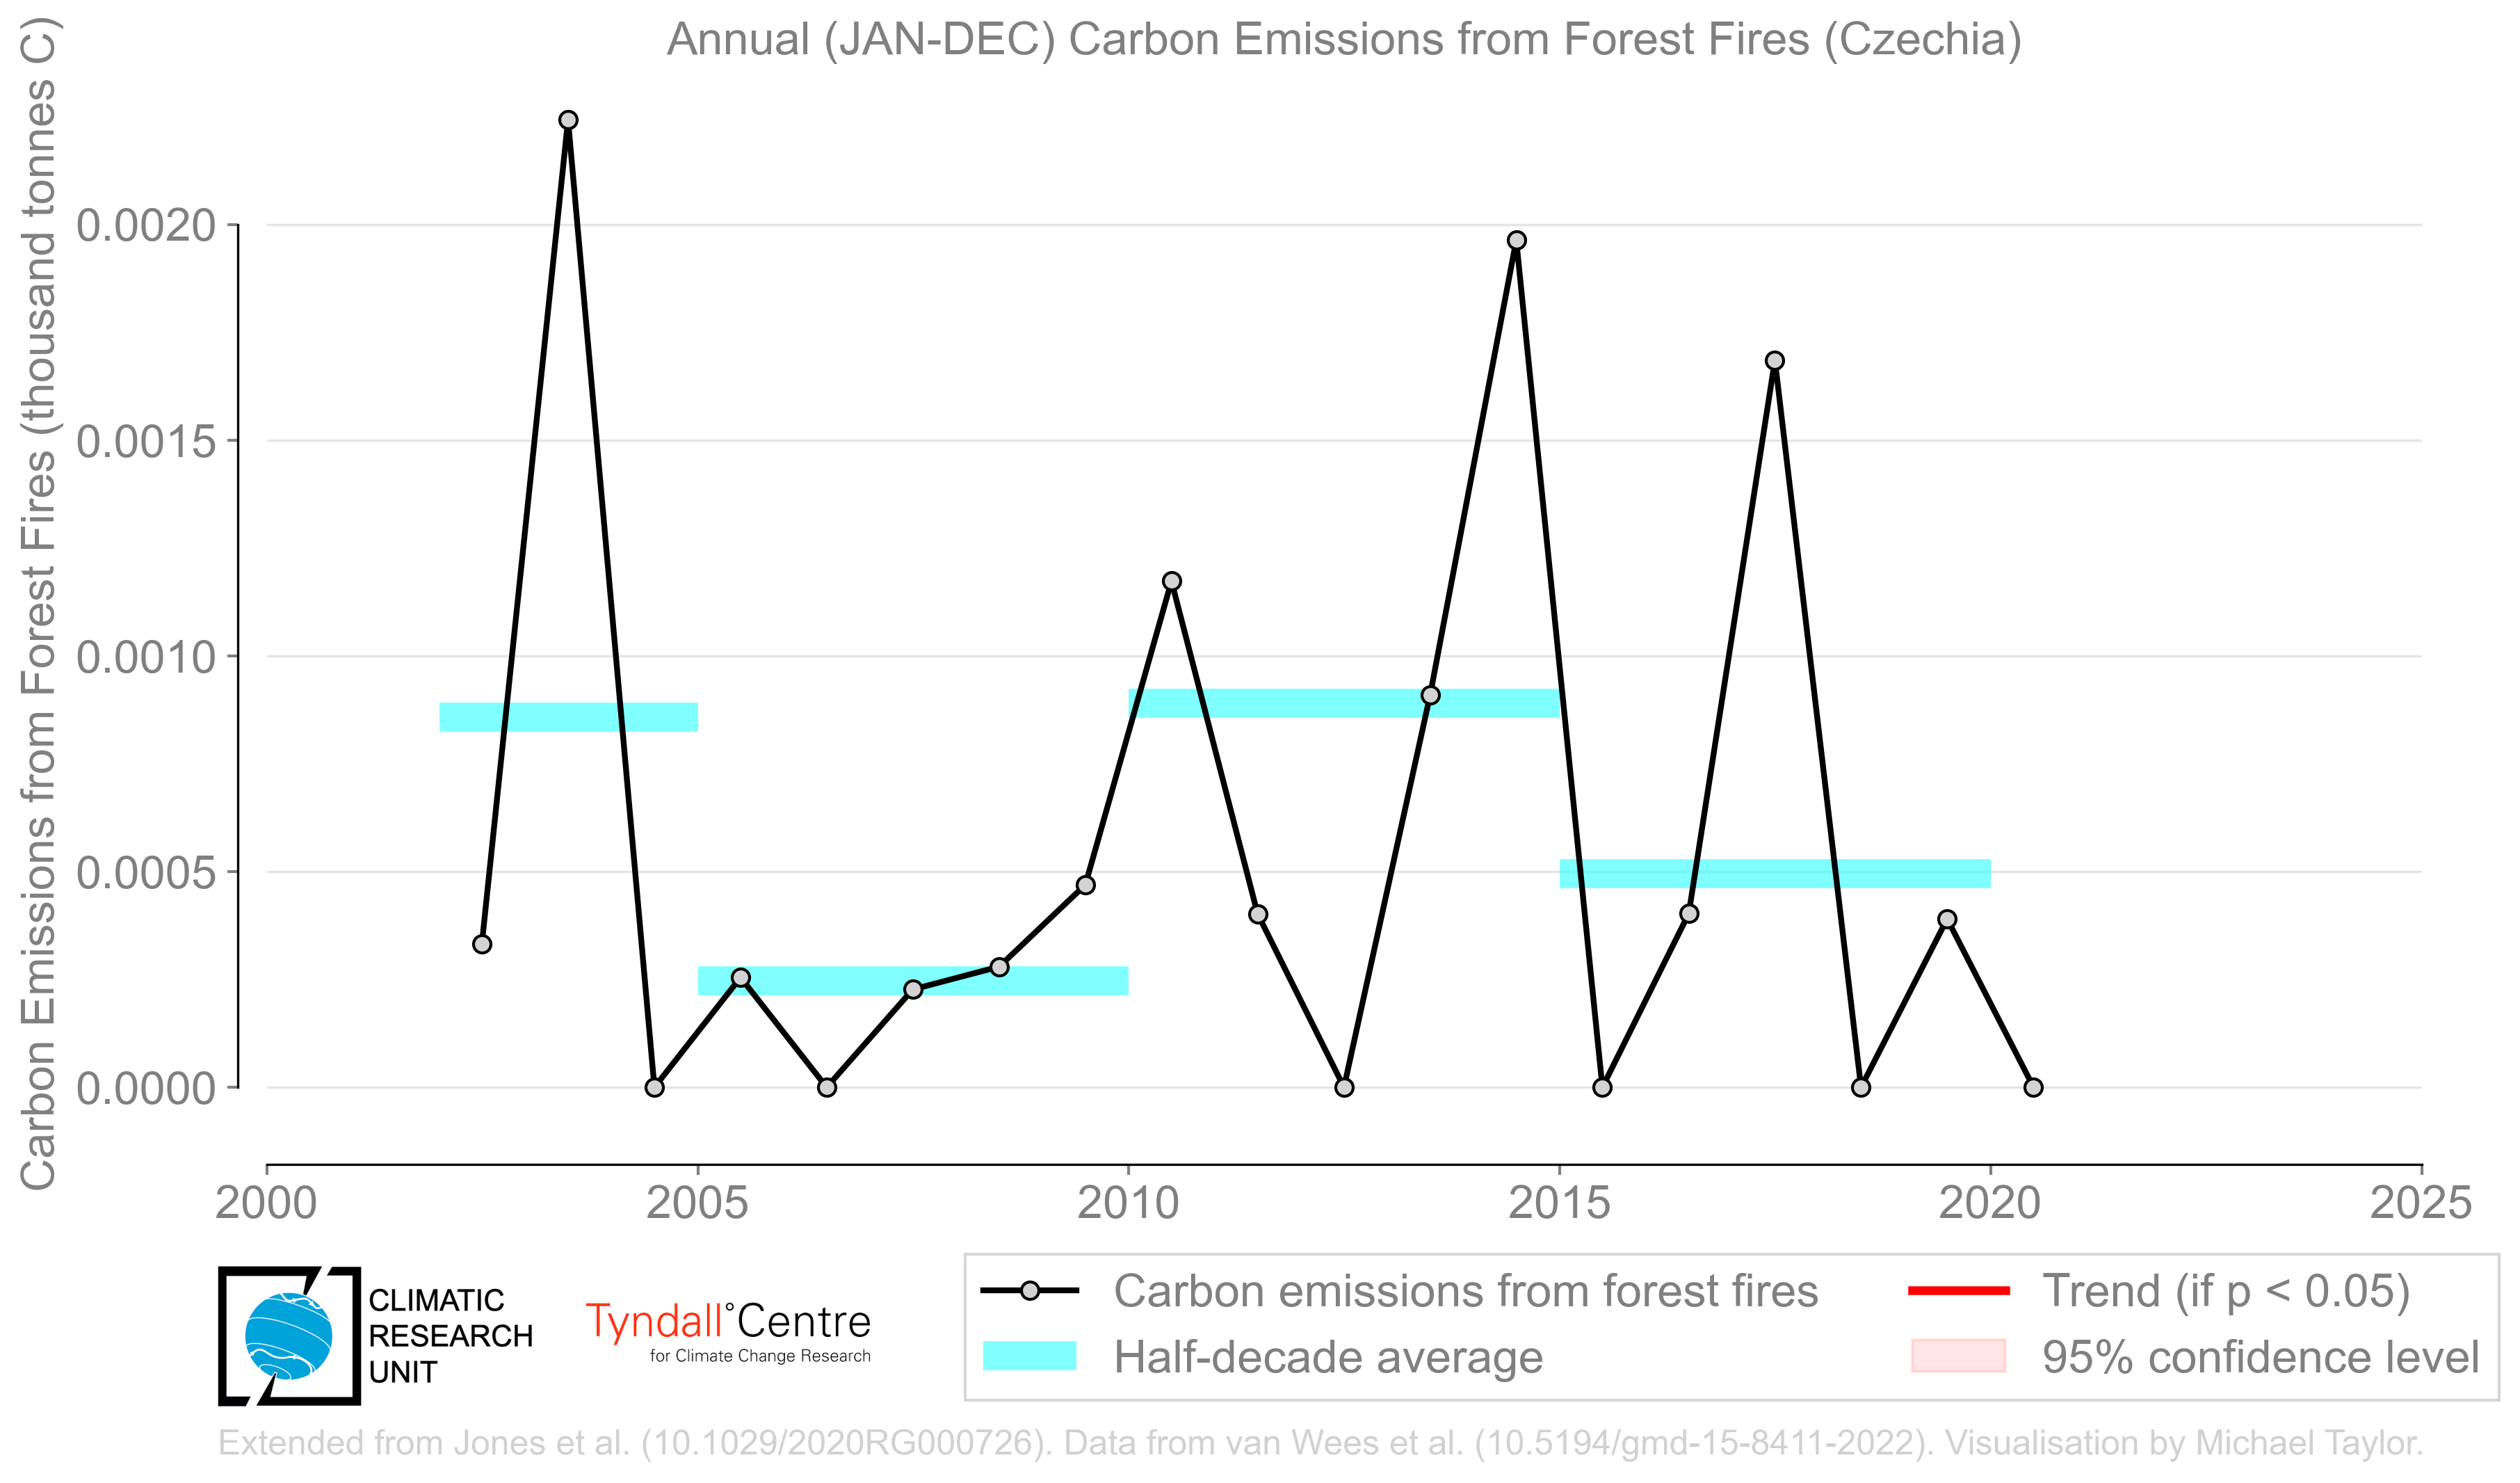 Annual (JAN-DEC) Carbon Emissions from Forest Fires (Czechia)
Carbon Emissions from Forest Fires (thousand tonnes C)
0.0020
0.0015
0.0010
0.0005
0.0000
2000 2005 2010 2015 2020 2025
CLIMATIC
RESEARCH
UNIT
Tyndall°Centre
for Climate Change Research
Carbon emissions from forest fires
Half-decade average
Trend (if p < 0.05)
95% confidence level
Extended from Jones et al. (10.1029/2020RG000726). Data from van Wees et al. (10.5194/gmd-15-8411-2022). Visualisation by Michael Taylor.